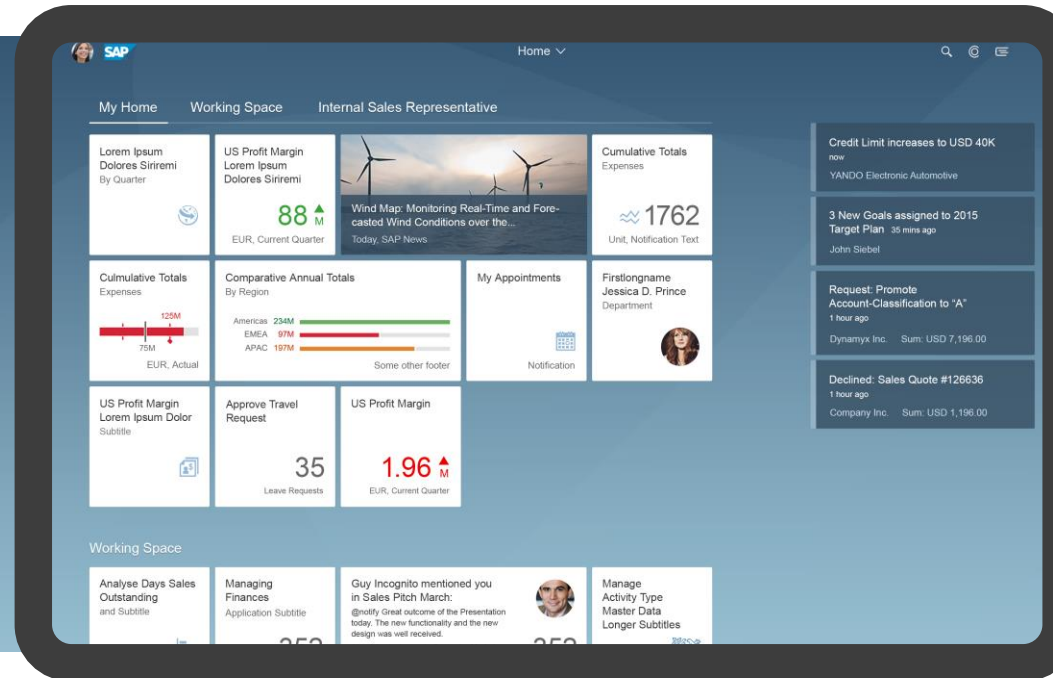 SAP
Home
My Home
Working Space
Internal Sales Representative
Lorem Ipsum
Dolores Siriremi
By Quarter
US Profit Margin
Lorem Ipsum
Dolores Siriremi
88 M
EUR, Current Quarter
Wind Map: Monitoring Real-Time and Fore-
casted Wind Conditions over the...
Today, SAP News
Cumulative Totals
Expenses
1762
Unit, Notification Text
Culmulative Totals
Expenses
125M
75M
EUR, Actual
Comparative Annual Totals
By Region
Americas 234M
EMEA 97M
APAC 197M
Some other footer
My Appointments
Notification
Firstlongname
Jessica D. Prince
Department
US Profit Margin
Lorem Ipsum Dolor
Subtitle
Approve Travel
Request
35
Leave Requests
US Profit Margin
1.96 M
EUR, Current Quarter
Credit Limit increases to USD 40K
now
YANDO Electronic Automotive
3 New Goals assigned to 2015
Target Plan 35 mins ago
John Siebel
Request: Promote
Account-Classification to "A"
1 hour ago
Dynamyx Inc. Sum: USD 7,196.00
Declined: Sales Quote #126636
1 hour ago
Company Inc. Sum: USD 1,196.00
Working Space
Analyse Days Sales
Outstanding
and Subtitle
Managing
Finances
Application Subtitle
Guy Incognito mentioned you
in Sales Pitch March:
@notify Great outcome of the Presentation
today. The new functionality and the new
design was well received.
Manage
Activity Type
Master Data
Longer Subtitles